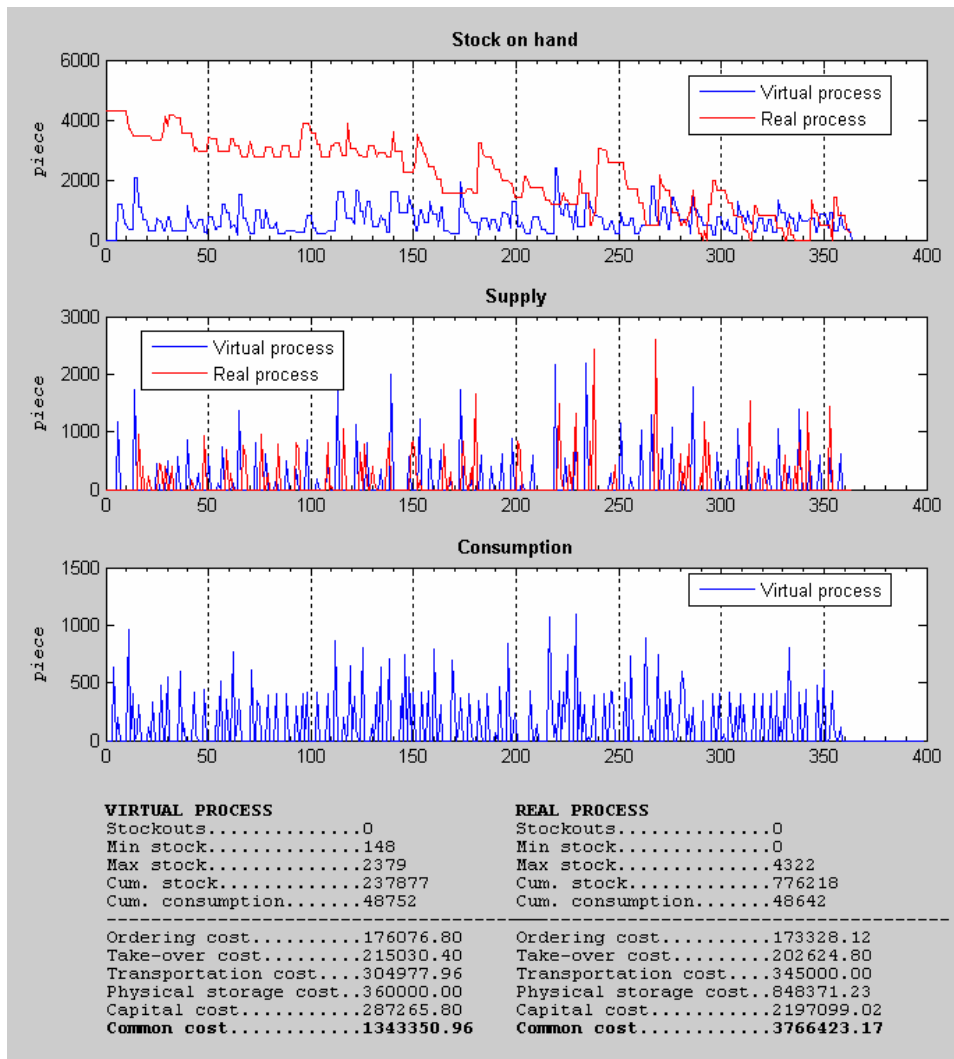 Stock on hand
6000
4000
2000
0
piece
Virtual process
Real process
0 50 100 150 200 250 300 350 400
Supply
3000
2000
1000
0
piece
Virtual process
Real process
0 50 100 150 200 250 300 350 400
Consumption
1500
1000
500
0
piece
Virtual process
0 50 100 150 200 250 300 350 400
VIRTUAL PROCESS
Stockouts..............0
Min stock..............148
Max stock..............2379
Cum. stock.............237877
Cum. consumption.......48752
Ordering cost..........176076.80
Take-over cost.........215030.40
Transportation cost....304977.96
Physical storage cost..360000.00
Capital cost...........287265.80
Common cost............1343350.96
REAL PROCESS
Stockouts..............0
Min stock..............0
Max stock..............4322
Cum. stock.............776218
Cum. consumption.......48642
Ordering cost..........173328.12
Take-over cost.........202624.80
Transportation cost....345000.00
Physical storage cost..848371.23
Capital cost...........2197099.02
Common cost............3766423.17